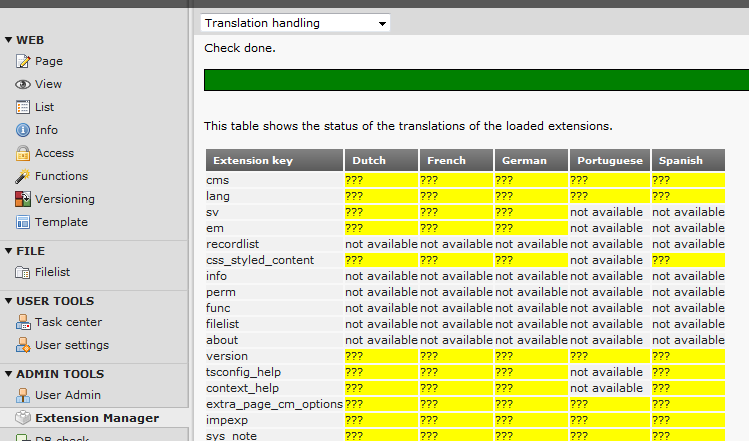 Translation handling
WEB
Page
View
List
Info
Access
Functions
Versioning
Template
FILE
Filelist
USER TOOLS
Task center
User settings
ADMIN TOOLS
User Admin
Extension Manager
DB check
Check done.
This table shows the status of the translations of the loaded extensions.
Extension key Dutch French German Portuguese Spanish
cms ??? ??? ??? ??? ???
lang ??? ??? ??? ??? ???
sv ??? ??? ??? not available not available
em ??? ??? ??? not available not available
recordlist not available not available not available not available not available
css_styled_content ??? ??? ??? not available ???
info not available not available not available not available not available
perm not available not available not available not available not available
func not available not available not available not available not available
filelist not available not available not available not available not available
about not available not available not available not available not available
version ??? ??? ??? ??? ???
tsconfig_help ??? ??? ??? not available ???
context_help ??? ??? ??? not available ???
extra_page_cm_options ??? ??? ??? ??? ???
impexp ??? ??? ??? ??? ???
sys_note ??? ??? ??? ??? ???